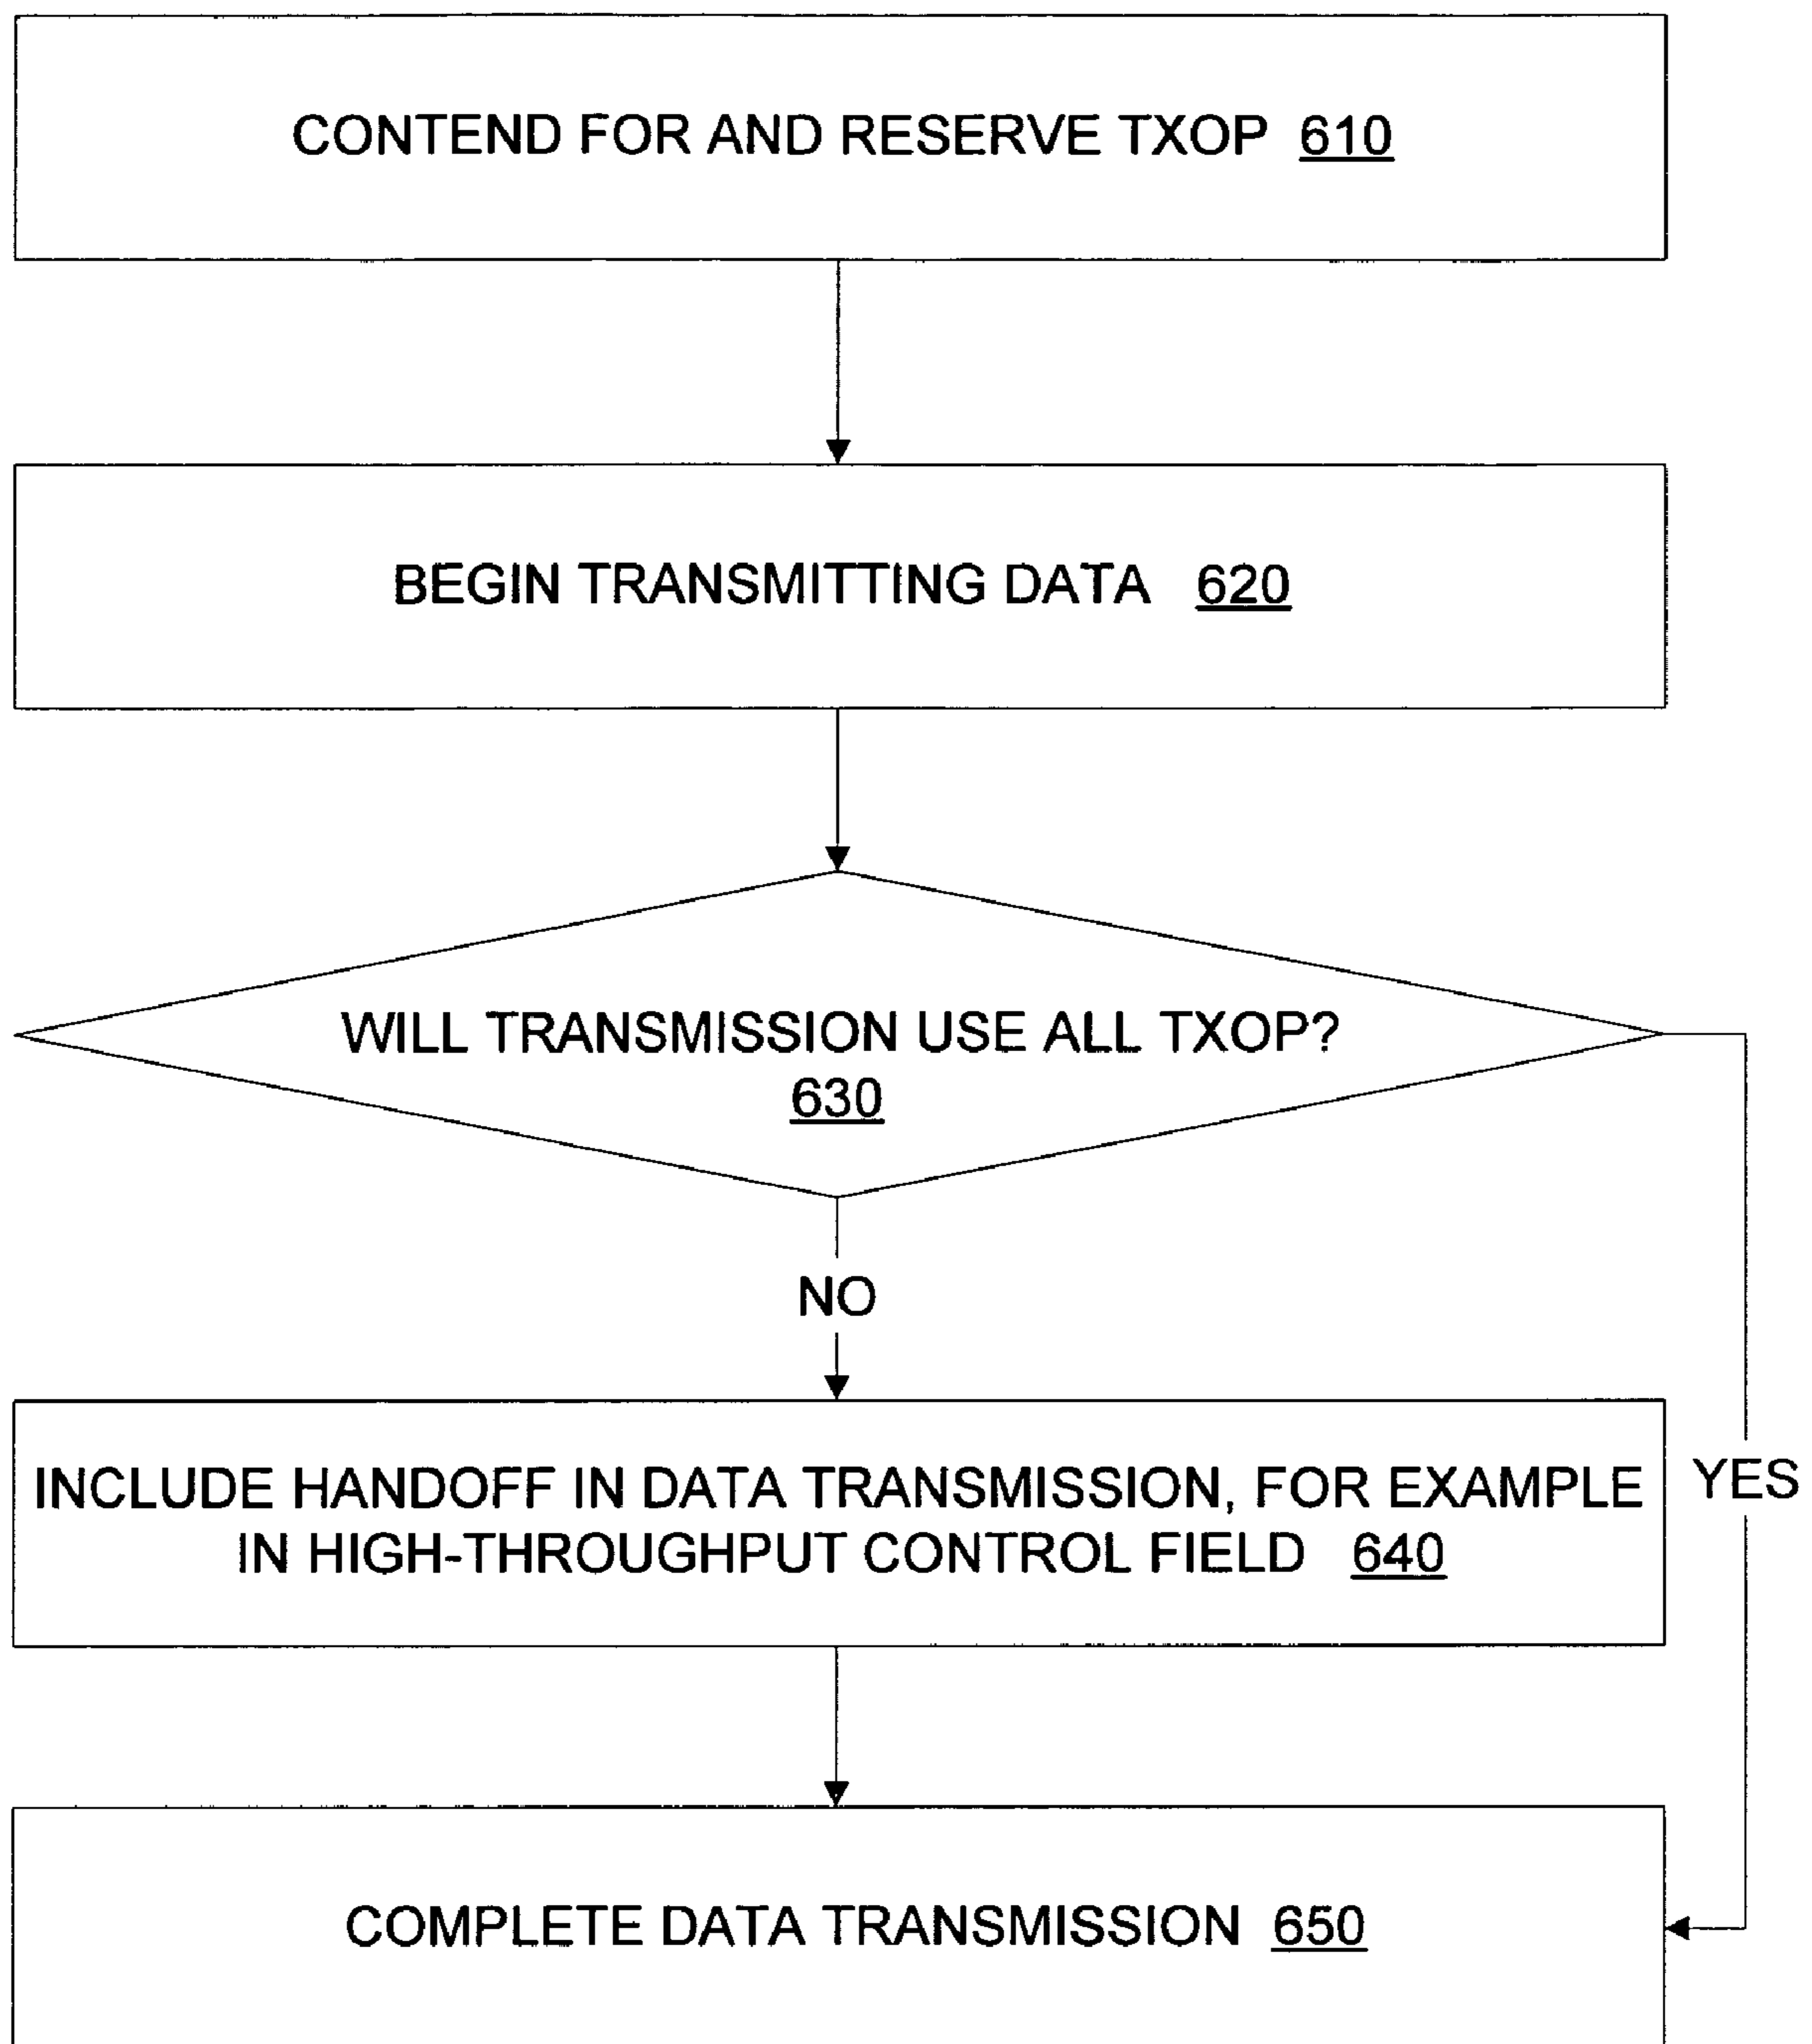 CONTEND FOR AND RESERVE TXOP 610
BEGIN TRANSMITTING DATA 620
WILL TRANSMISSION USE ALL TXOP?
630
NO
INCLUDE HANDOFF IN DATA TRANSMISSION, FOR EXAMPLE
IN HIGH-THROUGHPUT CONTROL FIELD 640
YES
COMPLETE DATA TRANSMISSION 650